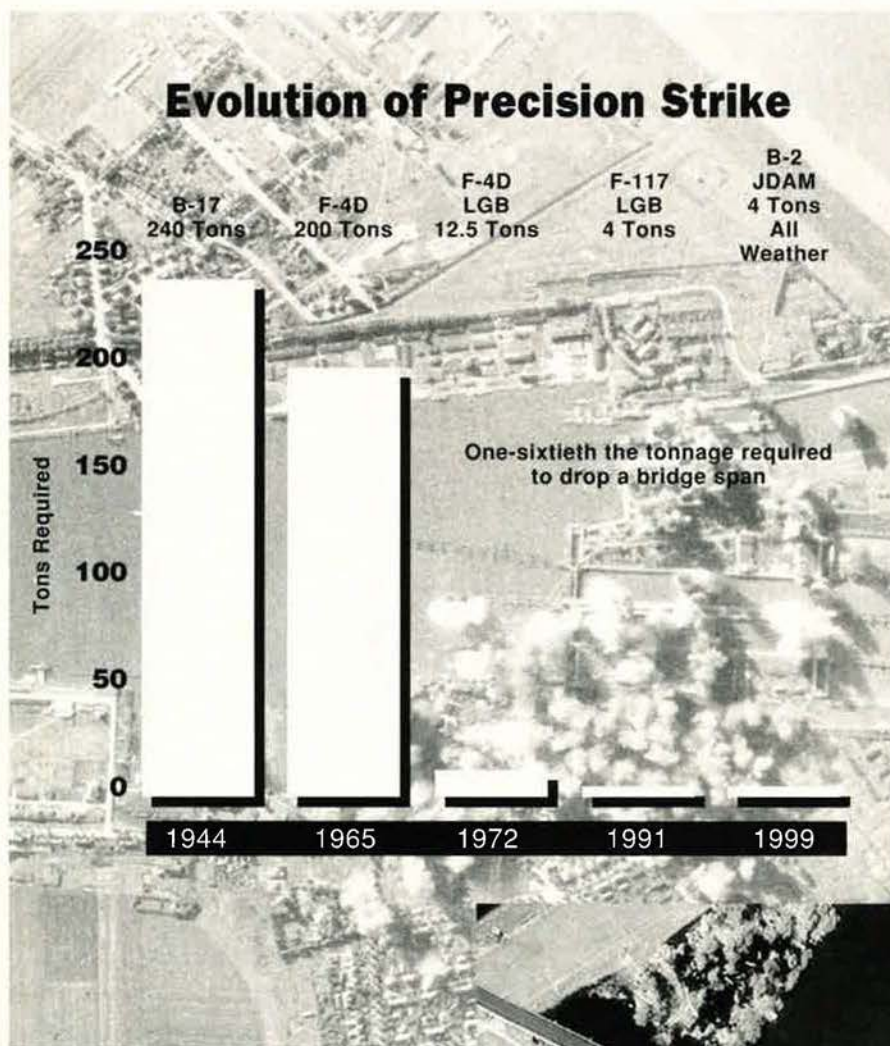 Evolution of Precision Strike
B-17
240 Tons
F-4D
200 Tons
F-4D
LGB
12.5 Tons
F-117
LGB
4 Tons
B-2
JDAM
4 Tons
All
Weather
Tons Required
250
200
150
100
50
0
One-sixtieth the tonnage required
to drop a bridge span
1944
1965
1972
1991
1999